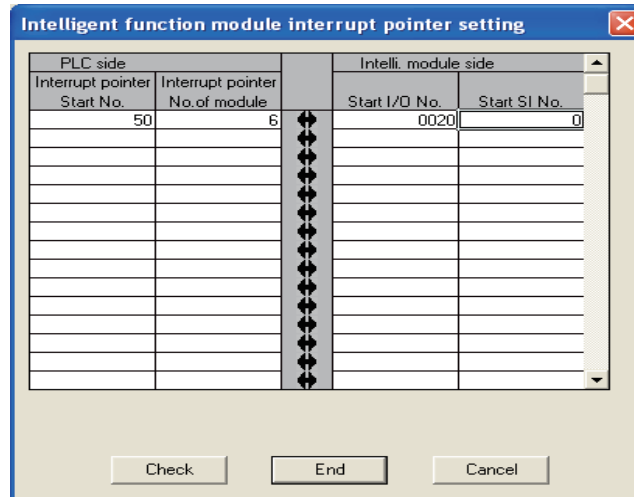 Intelligent function module interrupt pointer setting
PLC side Intelli. module side
Interrupt pointer Interrupt pointer
Start No. No.of module Start I/O No. Start SI No.
50 6 0020 0
Check End Cancel